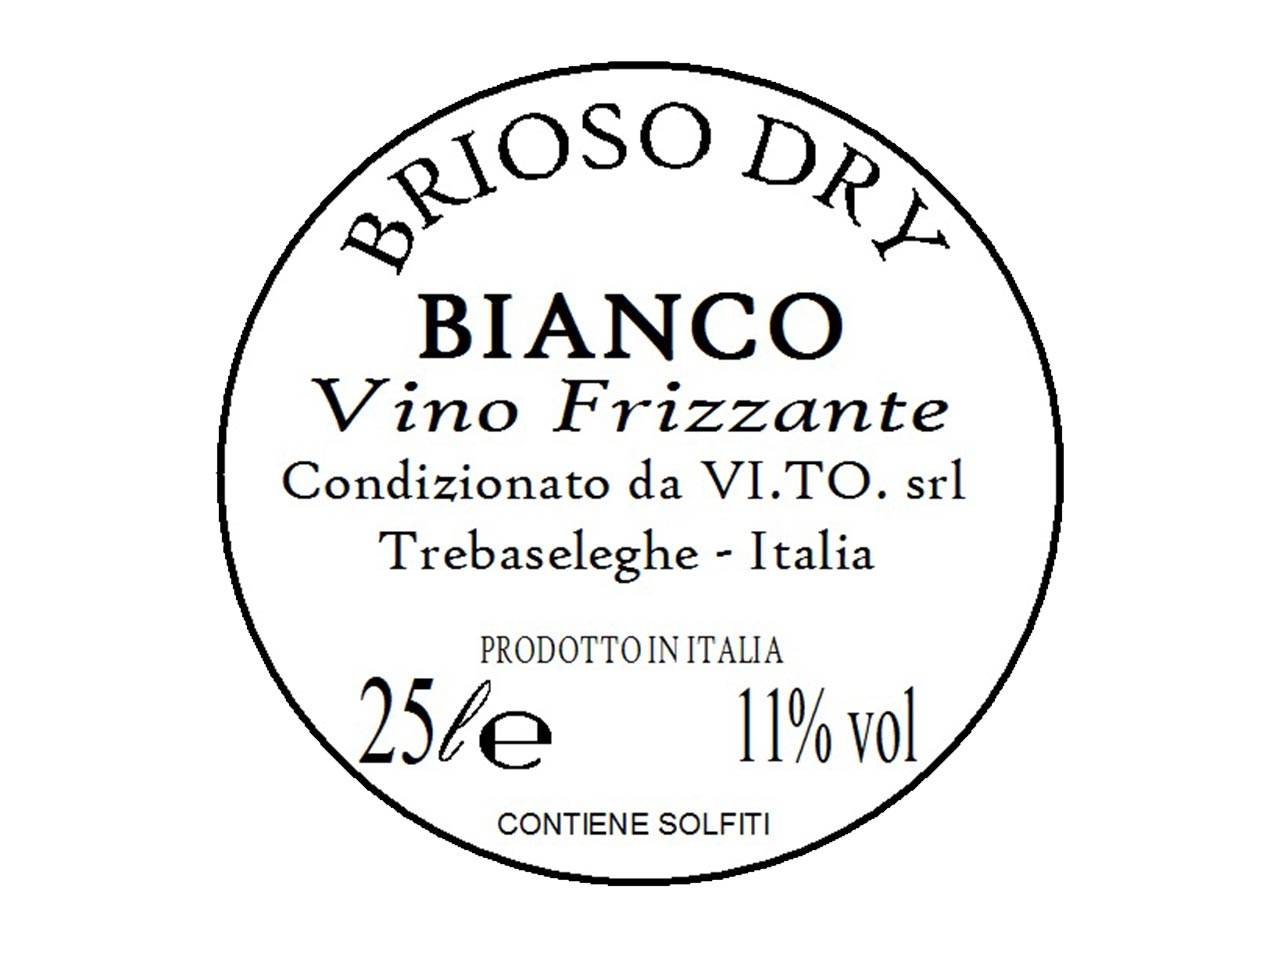 BRIOSO DRY
BIANCO
Vino Frizzante
Condizionato da VI.TO. srl
Trebaseleghe - Italia
PRODOTTO IN ITALIA
25 ℓ e 11% vol
CONTIENE SOLFITI